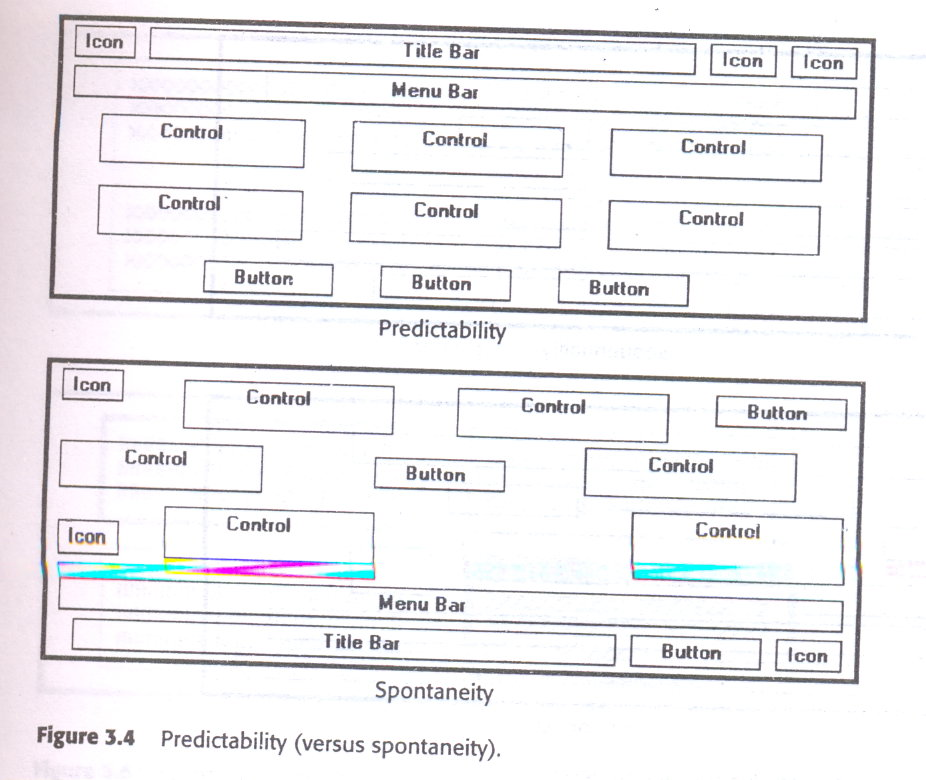 Icon Title Bar Icon Icon
Menu Bar
Control Control Control
Control Control Control
Button Button Button
Predictability
Icon Control Control Button
Control Button Control
Icon Control Control
Menu Bar
Title Bar Button Icon
Spontaneity
Figure 3.4 Predictability (versus spontaneity).